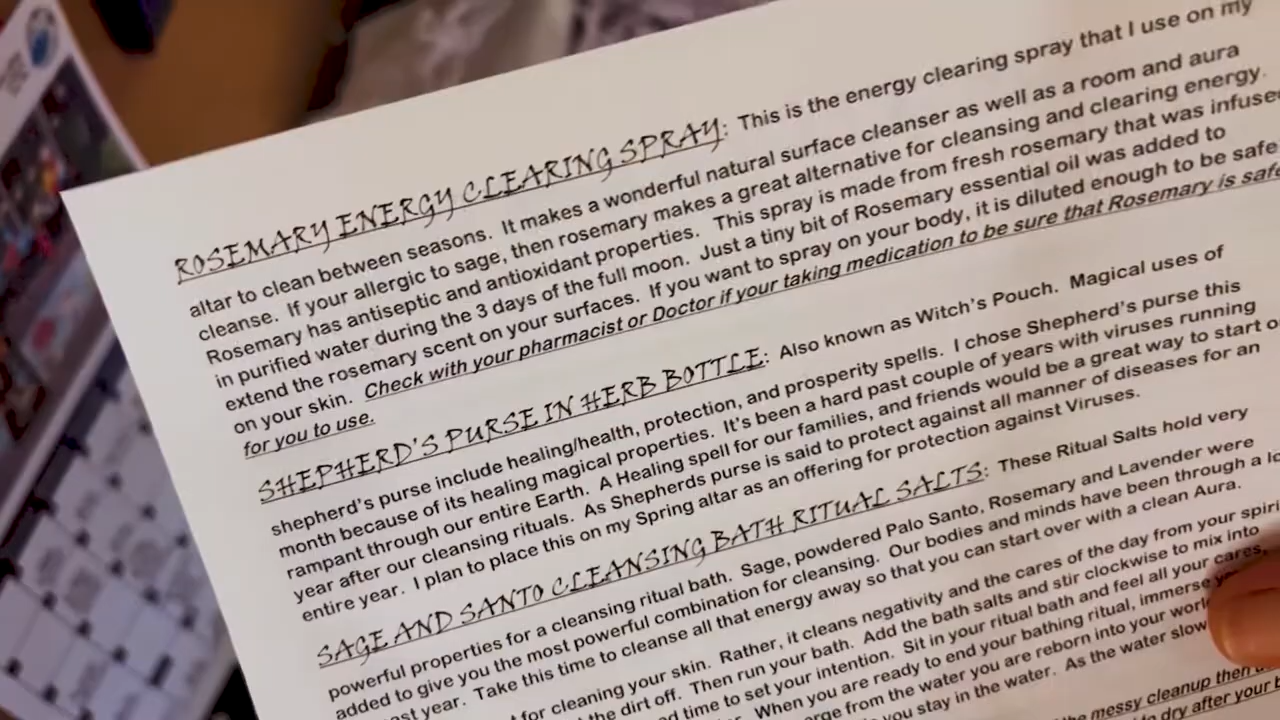 ROSEMARY ENERGY CLEARING SPRAY: This is the energy clearing spray that I use on my
altar to clean between seasons. It makes a wonderful natural surface cleanser as well as a room and aura
cleanse. If your allergic to sage, then rosemary makes a great alternative for cleansing and clearing energy.
Rosemary has antiseptic and antioxidant properties. This spray is made from fresh rosemary that was infused
in purified water during the 3 days of the full moon. Just a tiny bit of Rosemary essential oil was added to
extend the rosemary scent on your surfaces. If you want to spray on your body, it is diluted enough to be safe
on your skin. Check with your pharmacist or Doctor if your taking medication to be sure that Rosemary is safe
for you to use.
SHEPHERD'S PURSE IN HERB BOTTLE: Also known as Witch's Pouch. Magical uses of
shepherd's purse include healing/health, protection, and prosperity spells. I chose Shepherd's purse this
month because of its healing magical properties. It's been a hard past couple of years with viruses running
rampant through our entire Earth. A Healing spell for our families, and friends would be a great way to start
year after our cleansing rituals. As Shepherds purse is said to protect against all manner of diseases for an
entire year. I plan to place this on my Spring altar as an offering for protection against Viruses.
SAGE AND SANTO CLEANSING BATH RITUAL SALTS: These Ritual Salts hold very
powerful properties for a cleansing ritual bath. Sage, powdered Palo Santo, Rosemary and Lavender were
added to give you the most powerful combination for cleansing. Our bodies and minds have been through a
year. Take this time to cleanse all that energy away so that you can start over with a clean Aura.
for cleaning your skin. Rather, it cleans negativity and the cares of the day from your
the dirt off. Then run your bath. Add the bath salts and stir clockwise to mix into
time to set your intention. Sit in your ritual bath and feel all your cares,
When you are ready to end your bathing ritual, immerse
from the water you are reborn into your
you stay in the water. As the water
messy cleanup then
dry after your